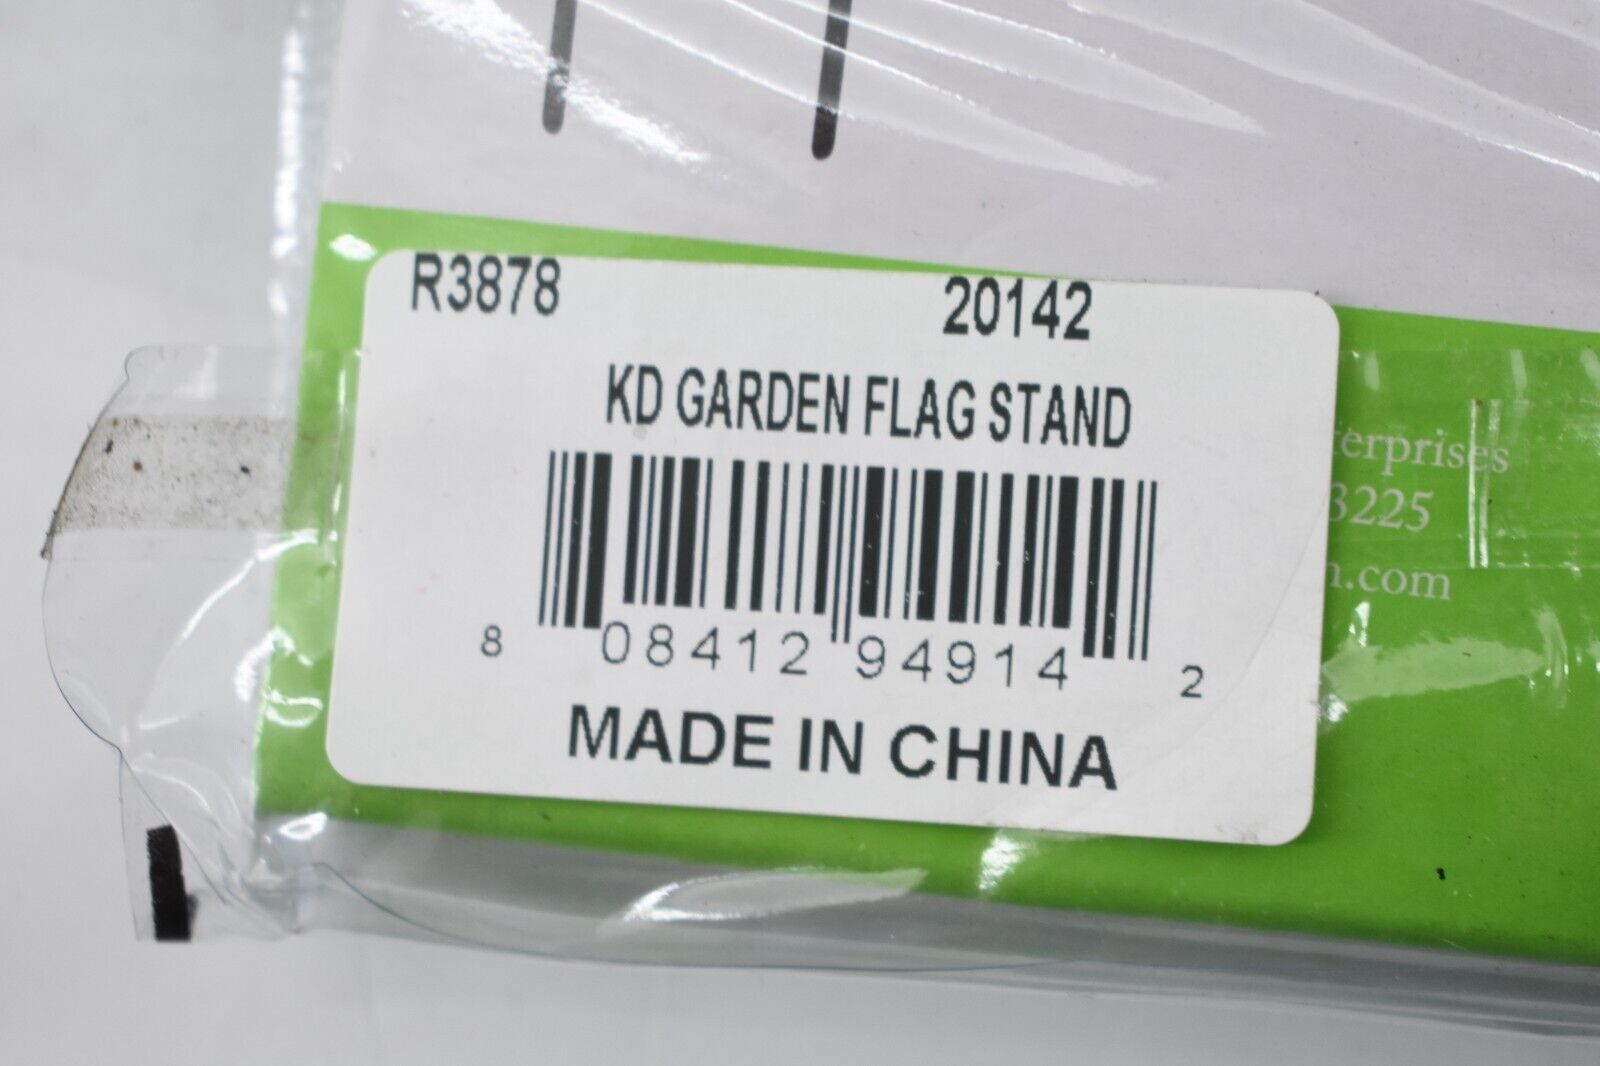 R3878 20142
KD GARDEN FLAG STAND
8 08412 94914 2
MADE IN CHINA
erprises
3225
.com